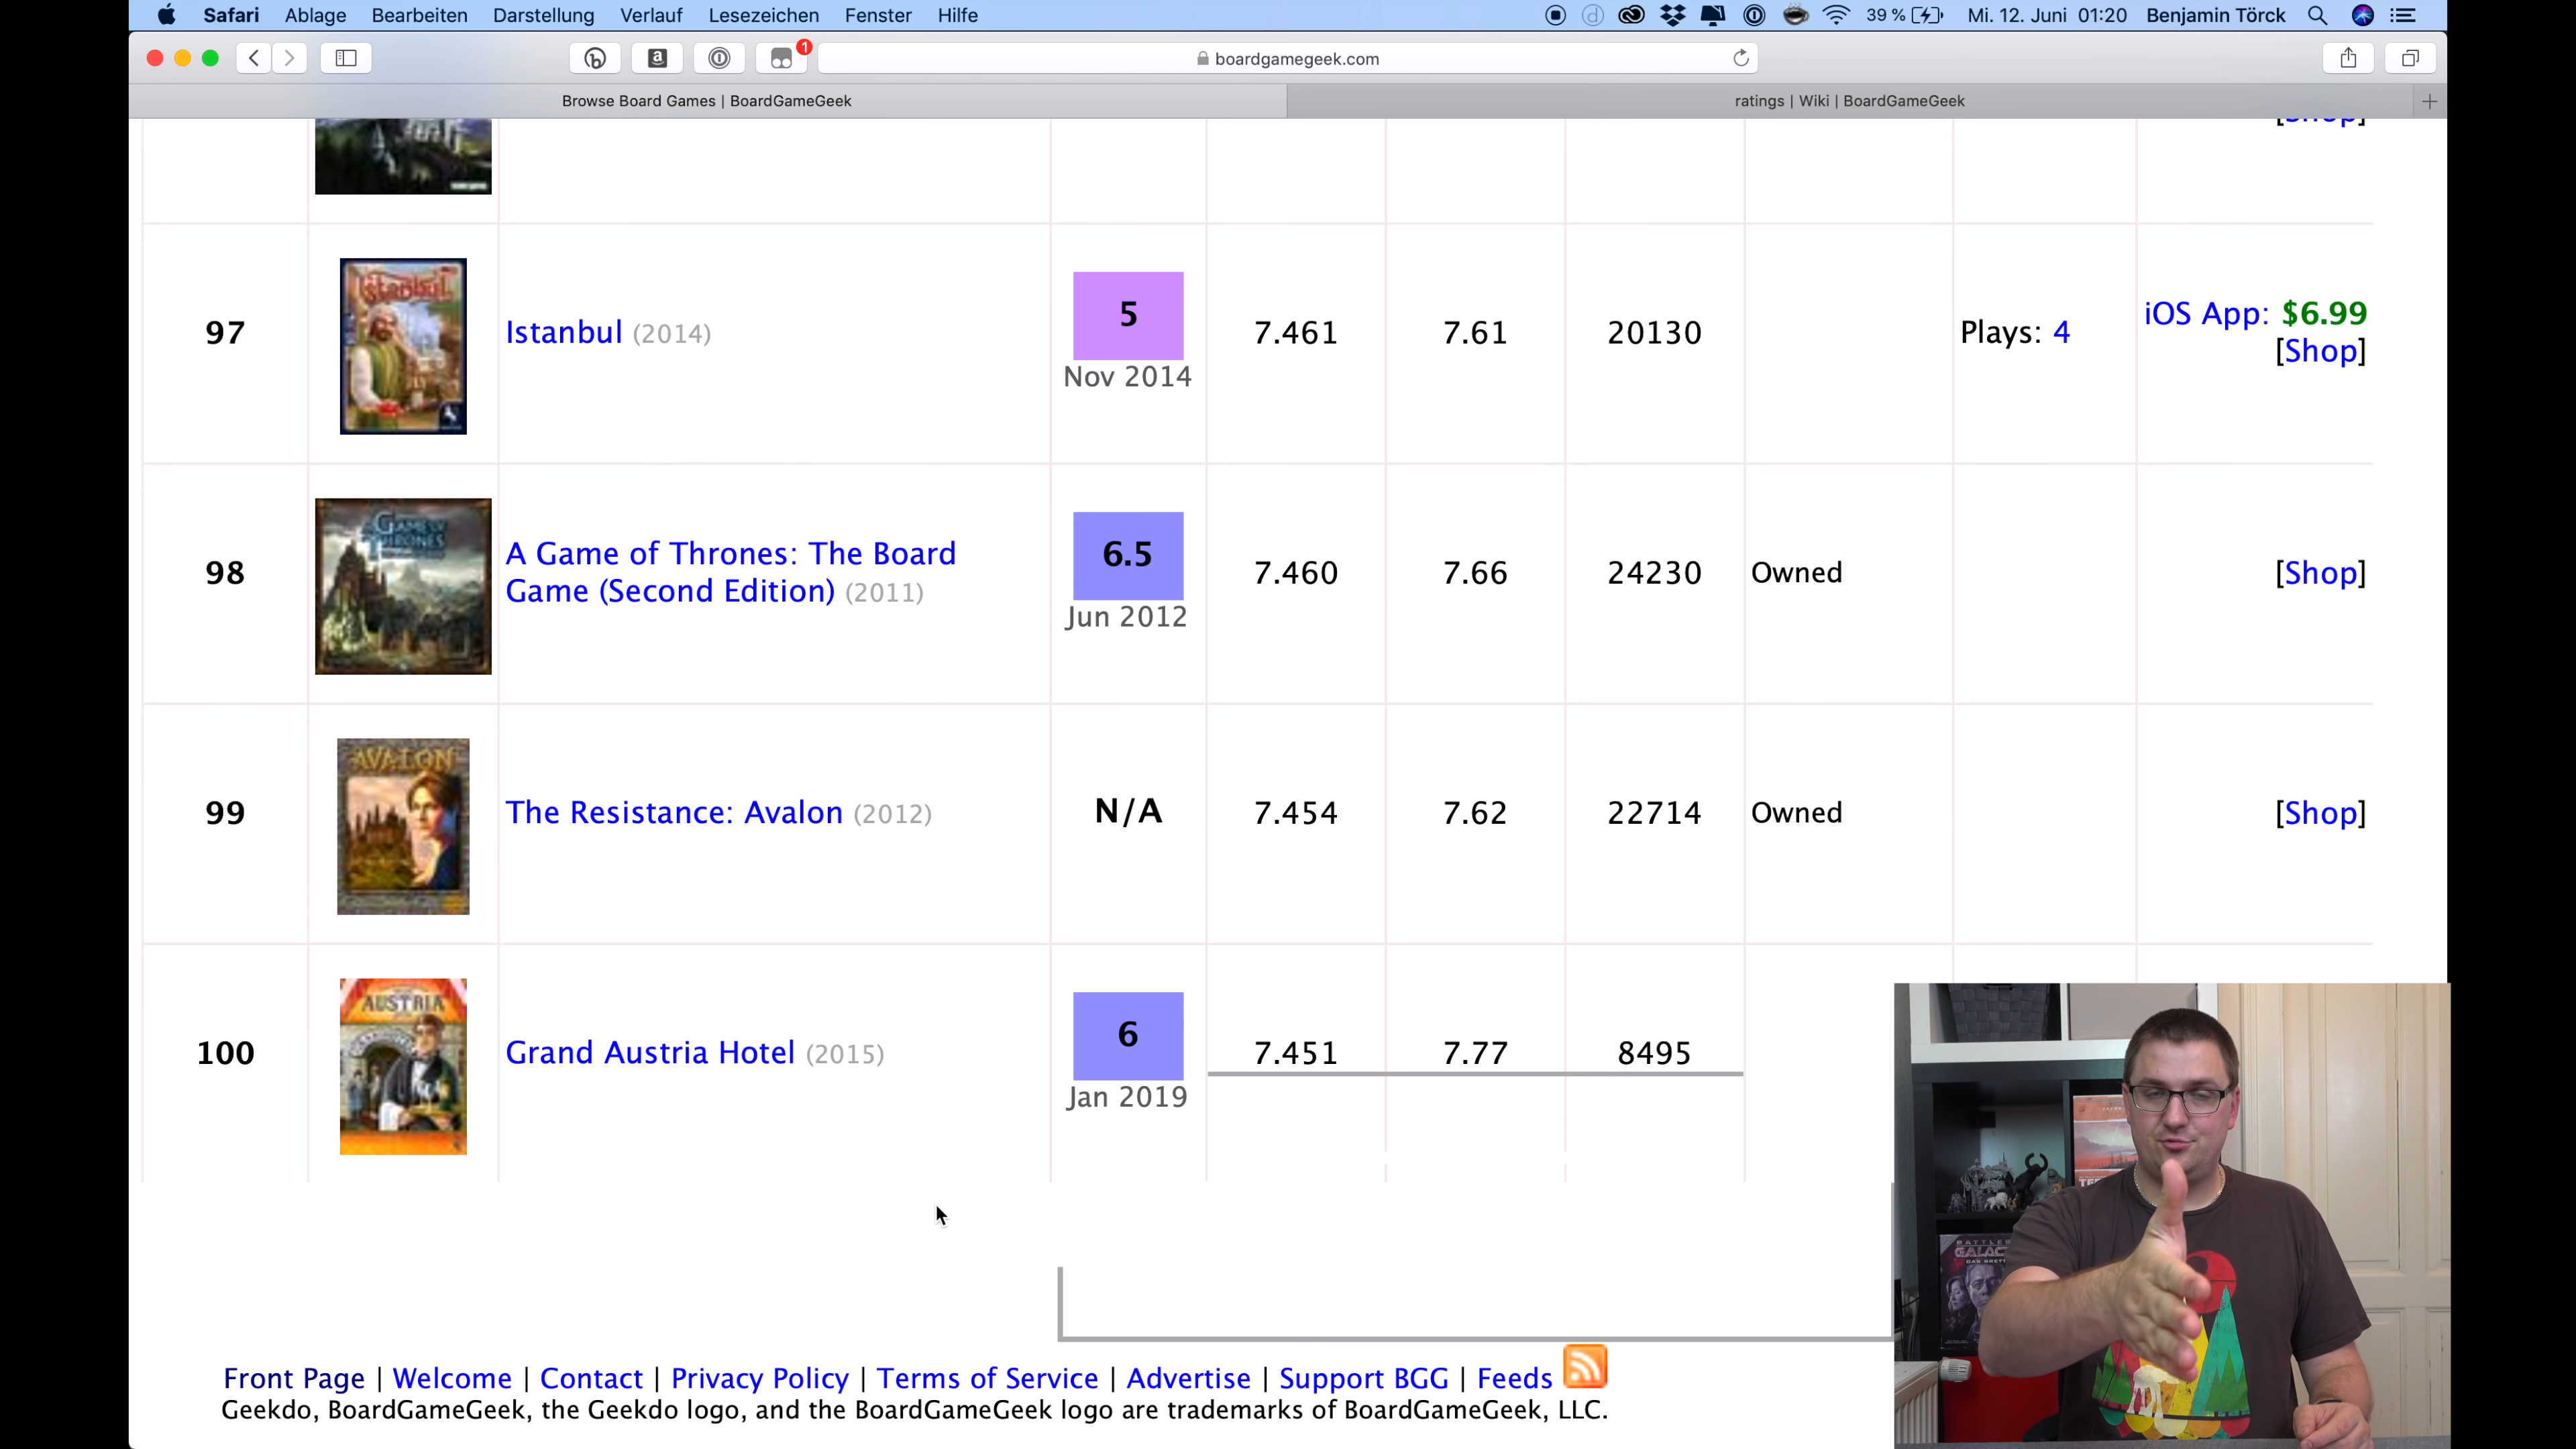 Safari Ablage Bearbeiten Darstellung Verlauf Lesezeichen Fenster Hilfe 39 % Mi. 12. Juni 01:20 Benjamin Törck
1 boardgamegeek.com
Browse Board Games | BoardGameGeek ratings | Wiki | BoardGameGeek
[Shop]
97 Istanbul Istanbul (2014) 5 Nov 2014 7.461 7.61 20130 Plays: 4 iOS App: $6.99
[Shop]
98 A Game of Thrones: The Board
Game (Second Edition) (2011) 6.5 Jun 2012 7.460 7.66 24230 Owned [Shop]
99 AVALON The Resistance: Avalon (2012) N/A 7.454 7.62 22714 Owned [Shop]
100 AUSTRIA Grand Austria Hotel (2015) 6 Jan 2019 7.451 7.77 8495
Front Page | Welcome | Contact | Privacy Policy | Terms of Service | Advertise | Support BGG | Feeds
Geekdo, BoardGameGeek, the Geekdo logo, and the BoardGameGeek logo are trademarks of BoardGameGeek, LLC.